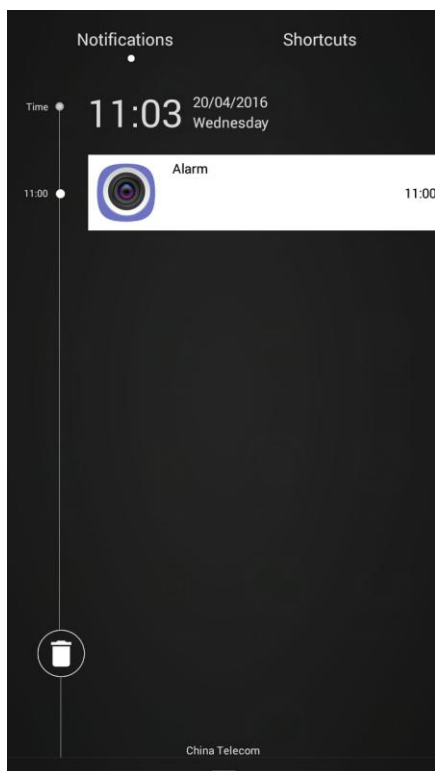 Notifications
Shortcuts
Time
11:03
20/04/2016
Wednesday
11:00
Alarm
11:00
China Telecom